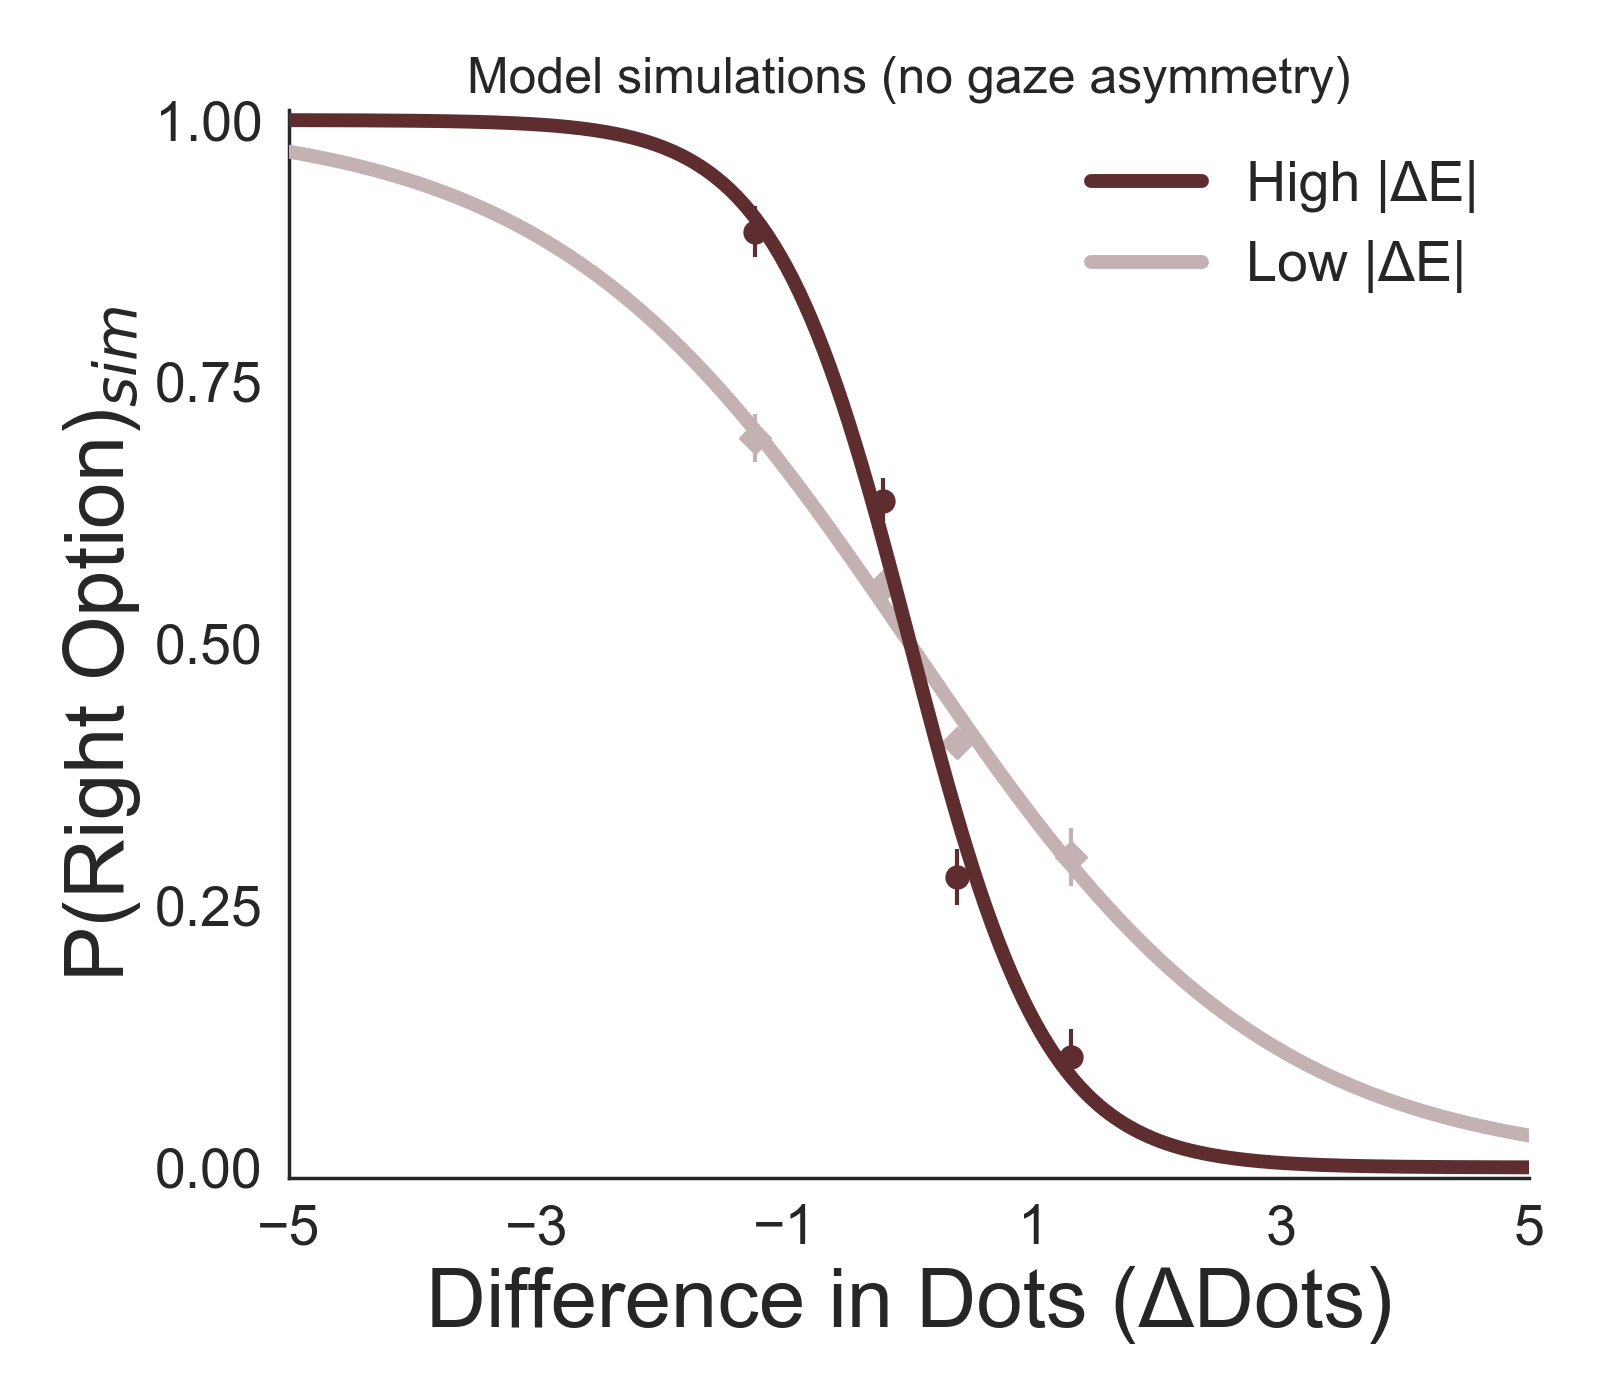 Model simulations (no gaze asymmetry)
High |ΔE|
Low |ΔE|
P(Right Option)sim
1.00
0.75
0.50
0.25
0.00
−5 −3 −1 1 3 5
Difference in Dots (ΔDots)